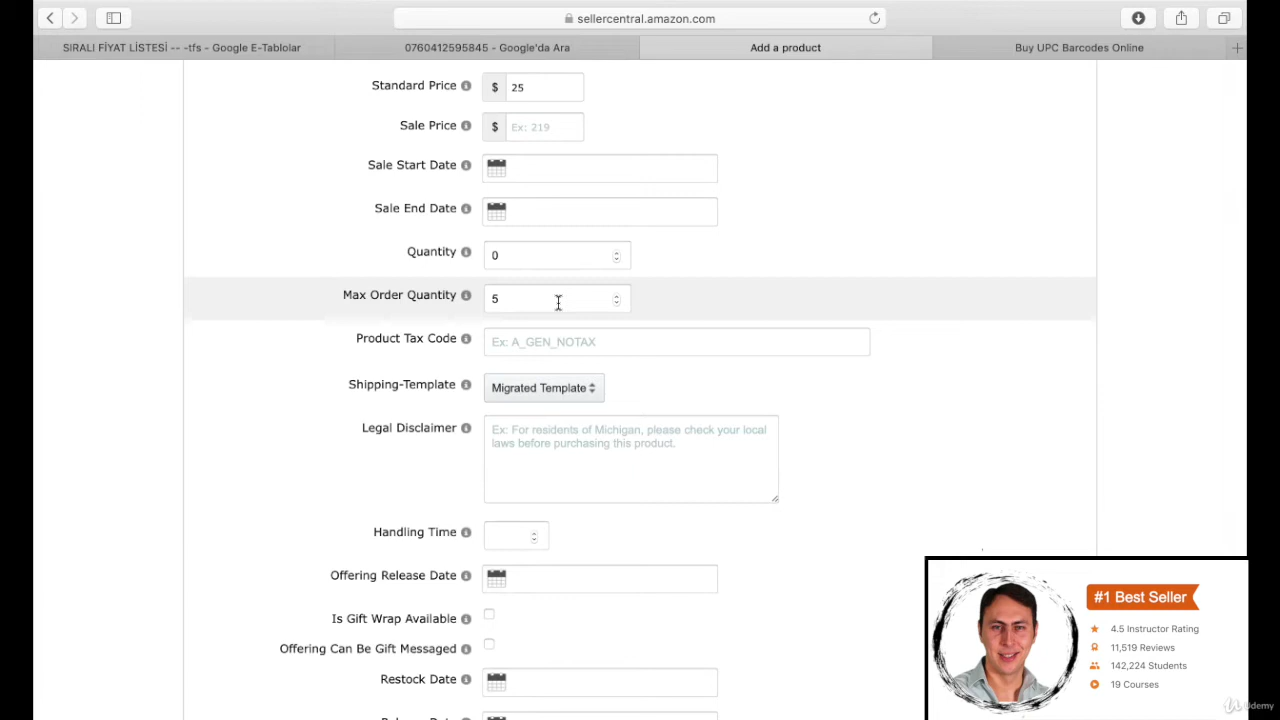 sellercentral.amazon.com
SIRALI FİYAT LİSTESİ -- -tfs - Google E-Tablolar
0760412595845 - Google'da Ara
Add a product
Buy UPC Barcodes Online
Standard Price
$ 25
Sale Price
$ Ex: 219
Sale Start Date
Sale End Date
Quantity
0
Max Order Quantity
5
Product Tax Code
Ex: A_GEN_NOTAX
Shipping-Template
Migrated Template
Legal Disclaimer
Ex: For residents of Michigan, please check your local
laws before purchasing this product.
Handling Time
Offering Release Date
Is Gift Wrap Available
Offering Can Be Gift Messaged
Restock Date
#1 Best Seller
4.5 Instructor Rating
11,519 Reviews
142,224 Students
19 Courses
Udemy